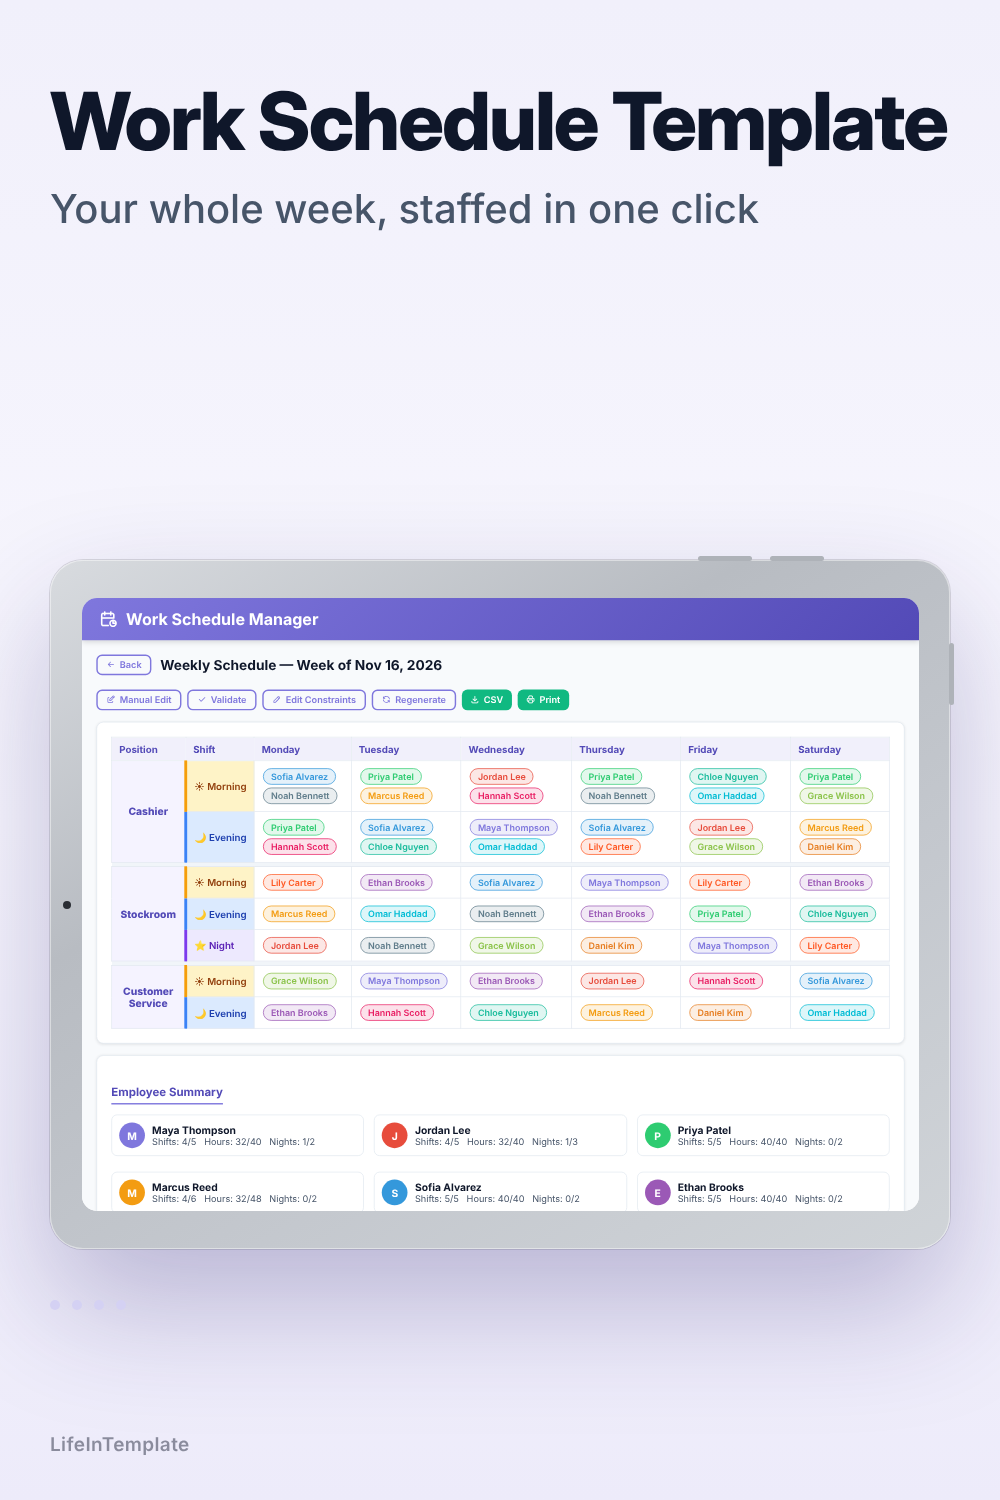 Work Schedule Template
Your whole week, staffed in one click
Work Schedule Manager
← Back
Weekly Schedule — Week of Nov 16, 2026
Manual Edit
Validate
Edit Constraints
Regenerate
CSV
Print
Position Shift Monday Tuesday Wednesday Thursday Friday Saturday
Cashier
Morning
Sofia Alvarez Priya Patel Jordan Lee Priya Patel Chloe Nguyen Priya Patel
Noah Bennett Marcus Reed Hannah Scott Noah Bennett Omar Haddad Grace Wilson
Evening
Priya Patel Sofia Alvarez Maya Thompson Sofia Alvarez Jordan Lee Marcus Reed
Hannah Scott Chloe Nguyen Omar Haddad Lily Carter Grace Wilson Daniel Kim
Stockroom
Morning Lily Carter Ethan Brooks Sofia Alvarez Maya Thompson Lily Carter Ethan Brooks
Evening Marcus Reed Omar Haddad Noah Bennett Ethan Brooks Priya Patel Chloe Nguyen
Night Jordan Lee Noah Bennett Grace Wilson Daniel Kim Maya Thompson Lily Carter
Customer
Service
Morning Grace Wilson Maya Thompson Ethan Brooks Jordan Lee Hannah Scott Sofia Alvarez
Evening Ethan Brooks Hannah Scott Chloe Nguyen Marcus Reed Daniel Kim Omar Haddad
Employee Summary
M
Maya Thompson
Shifts: 4/5 Hours: 32/40 Nights: 1/2
J
Jordan Lee
Shifts: 4/5 Hours: 32/40 Nights: 1/3
P
Priya Patel
Shifts: 5/5 Hours: 40/40 Nights: 0/2
M
Marcus Reed
Shifts: 4/6 Hours: 32/48 Nights: 0/2
S
Sofia Alvarez
Shifts: 5/5 Hours: 40/40 Nights: 0/2
E
Ethan Brooks
Shifts: 5/5 Hours: 40/40 Nights: 0/2
LifeInTemplate